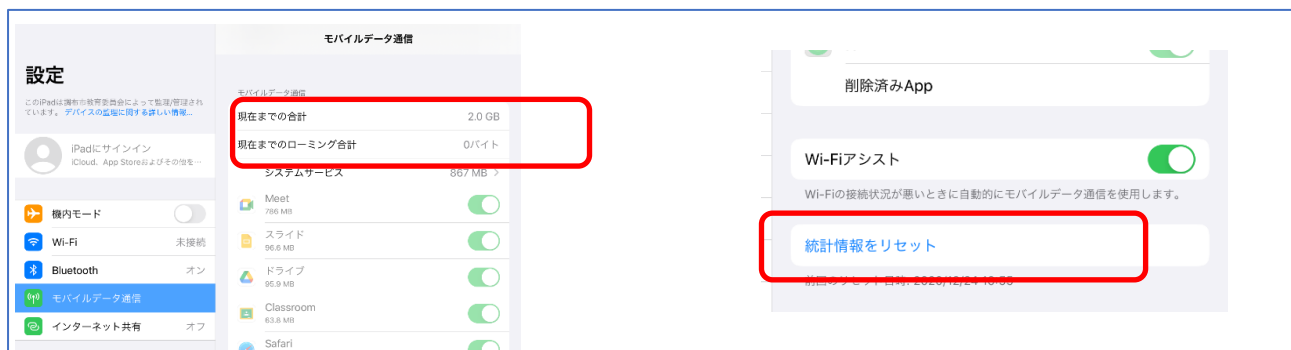 モバイルデータ通信
設定
このiPadは調布市教育委員会によって監理/管理されています。デバイスの監理に関する詳しい情報...
iPadにサインイン
iCloud、App Storeおよびその他を…
機内モード
Wi-Fi 未接続
Bluetooth オン
モバイルデータ通信
インターネット共有 オフ
モバイルデータ通信
現在までの合計 2.0 GB
現在までのローミング合計 0バイト
システムサービス 867 MB >
Meet
786 MB
スライド
96.6 MB
ドライブ
95.9 MB
Classroom
63.8 MB
Safari
削除済みApp
Wi-Fiアシスト
Wi-Fiの接続状況が悪いときに自動的にモバイルデータ通信を使用します。
統計情報をリセット
前回のリセット日時: